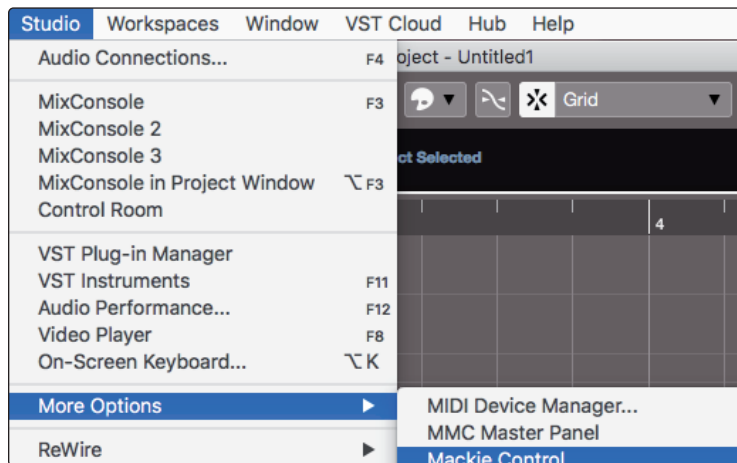 Studio Workspaces Window VST Cloud Hub Help
Audio Connections... F4
oject - Untitled1
MixConsole F3
Grid
MixConsole 2
MixConsole 3
ct Selected
MixConsole in Project Window ⌥ F3
Control Room
4
VST Plug-in Manager
VST Instruments F11
Audio Performance... F12
Video Player F8
On-Screen Keyboard... ⌥ K
More Options
MIDI Device Manager...
MMC Master Panel
ReWire
Mackie Control